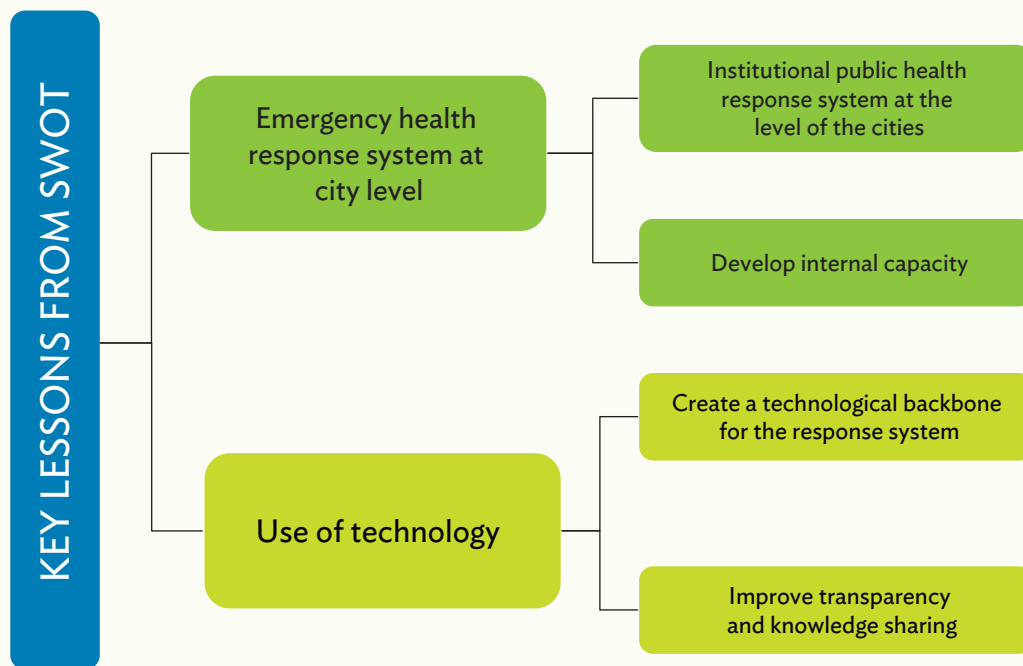 KEY LESSONS FROM SWOT
Emergency health
response system at
city level
Institutional public health
response system at the
level of the cities
Develop internal capacity
Use of technology
Create a technological backbone
for the response system
Improve transparency
and knowledge sharing